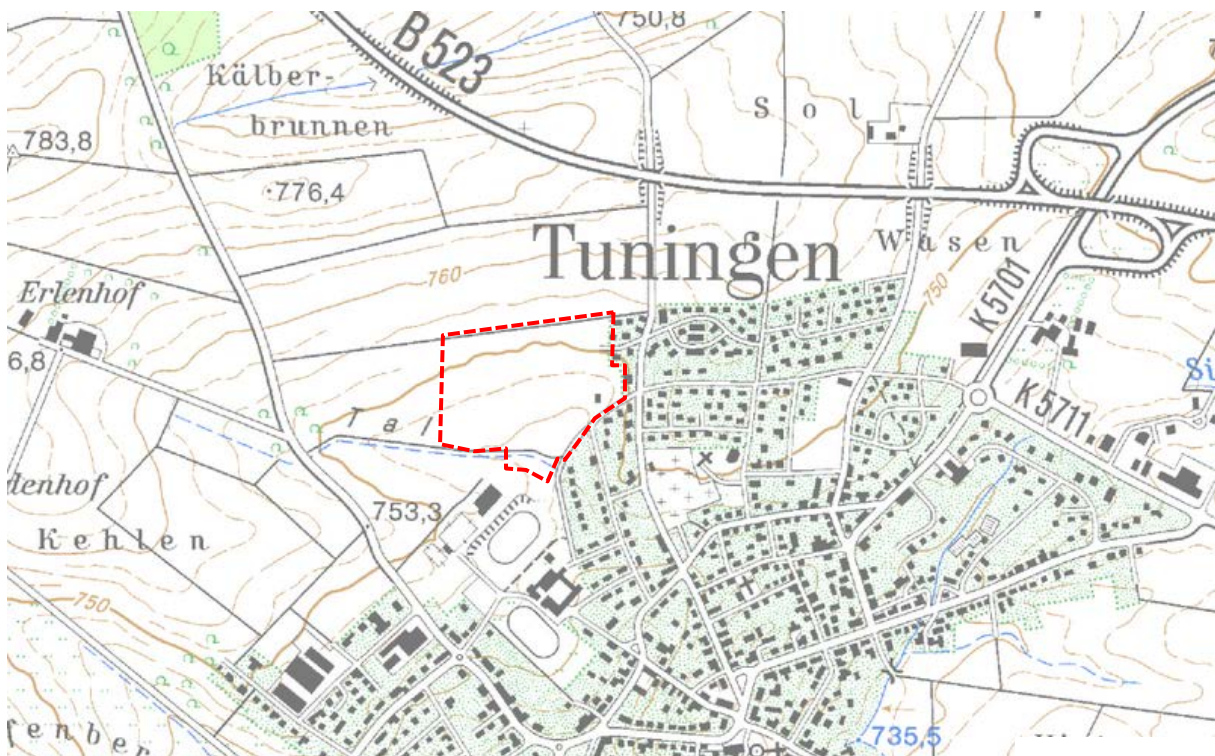 750,8
B 523
Kälber-
brunnen
Sol
783,8
776,4
Tuningen
Wasen
760
750
Erlenhof
K 5701
6,8
K 5711
Tal
denhof
753,3
Kehlen
750
735,5